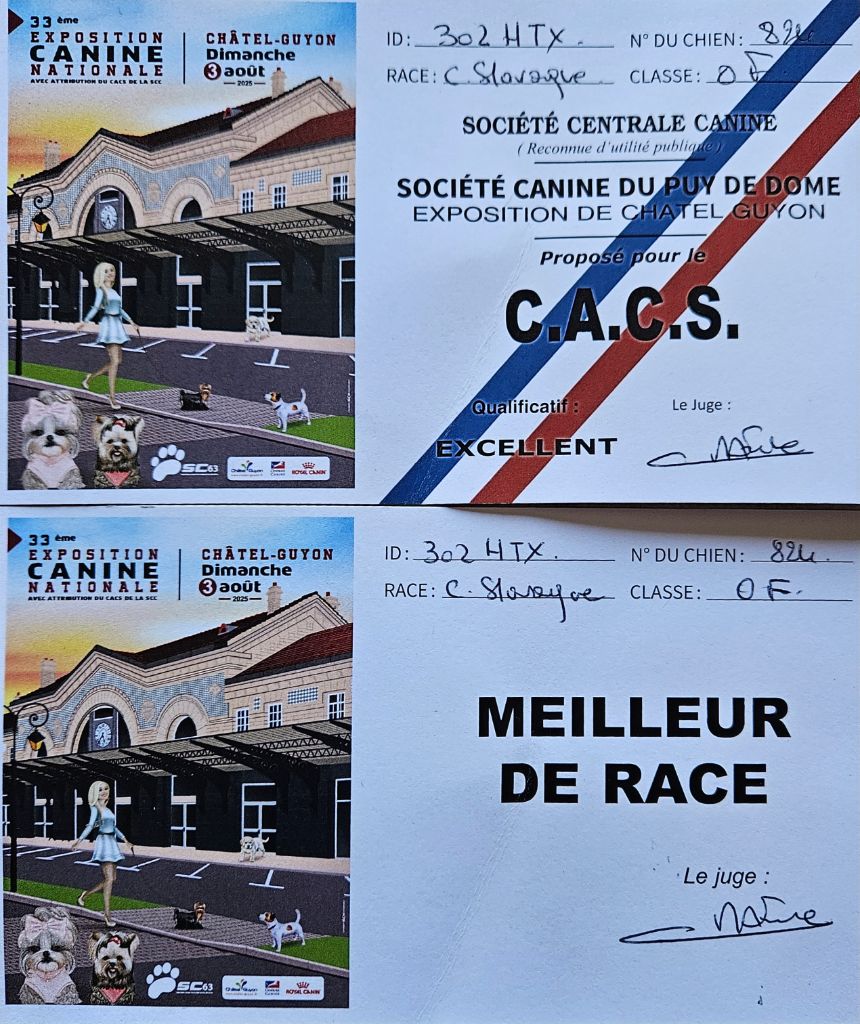 33 ème
EXPOSITION
CANINE
NATIONALE
AVEC ATTRIBUTION DU CACS DE LA SCC
CHÂTEL-GUYON
Dimanche
3 août
2025
SC63
Châtel-Guyon
ROYAL CANIN
ID: 302 HTX. N° DU CHIEN: 824
RACE: C. Slovaque CLASSE: O F.
SOCIÉTÉ CENTRALE CANINE
(Reconnue d'utilité publique)
SOCIÉTÉ CANINE DU PUY DE DOME
EXPOSITION DE CHATEL GUYON
Proposé pour le
C.A.C.S.
Qualificatif : Le Juge :
EXCELLENT
33 ème
EXPOSITION
CANINE
NATIONALE
AVEC ATTRIBUTION DU CACS DE LA SCC
CHÂTEL-GUYON
Dimanche
3 août
2025
SC63
Châtel-Guyon
ROYAL CANIN
ID: 302 HTX N° DU CHIEN: 824
RACE: C. Slovaque CLASSE: O F.
MEILLEUR
DE RACE
Le juge :